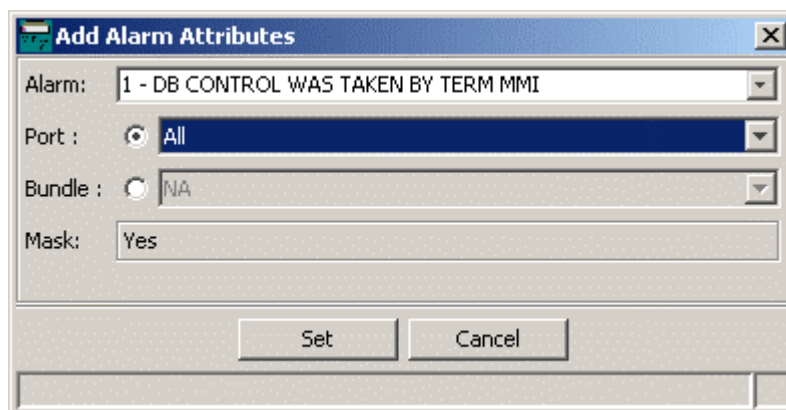 Add Alarm Attributes
Alarm: 1 - DB CONTROL WAS TAKEN BY TERM MMI
Port : All
Bundle : NA
Mask: Yes
Set Cancel